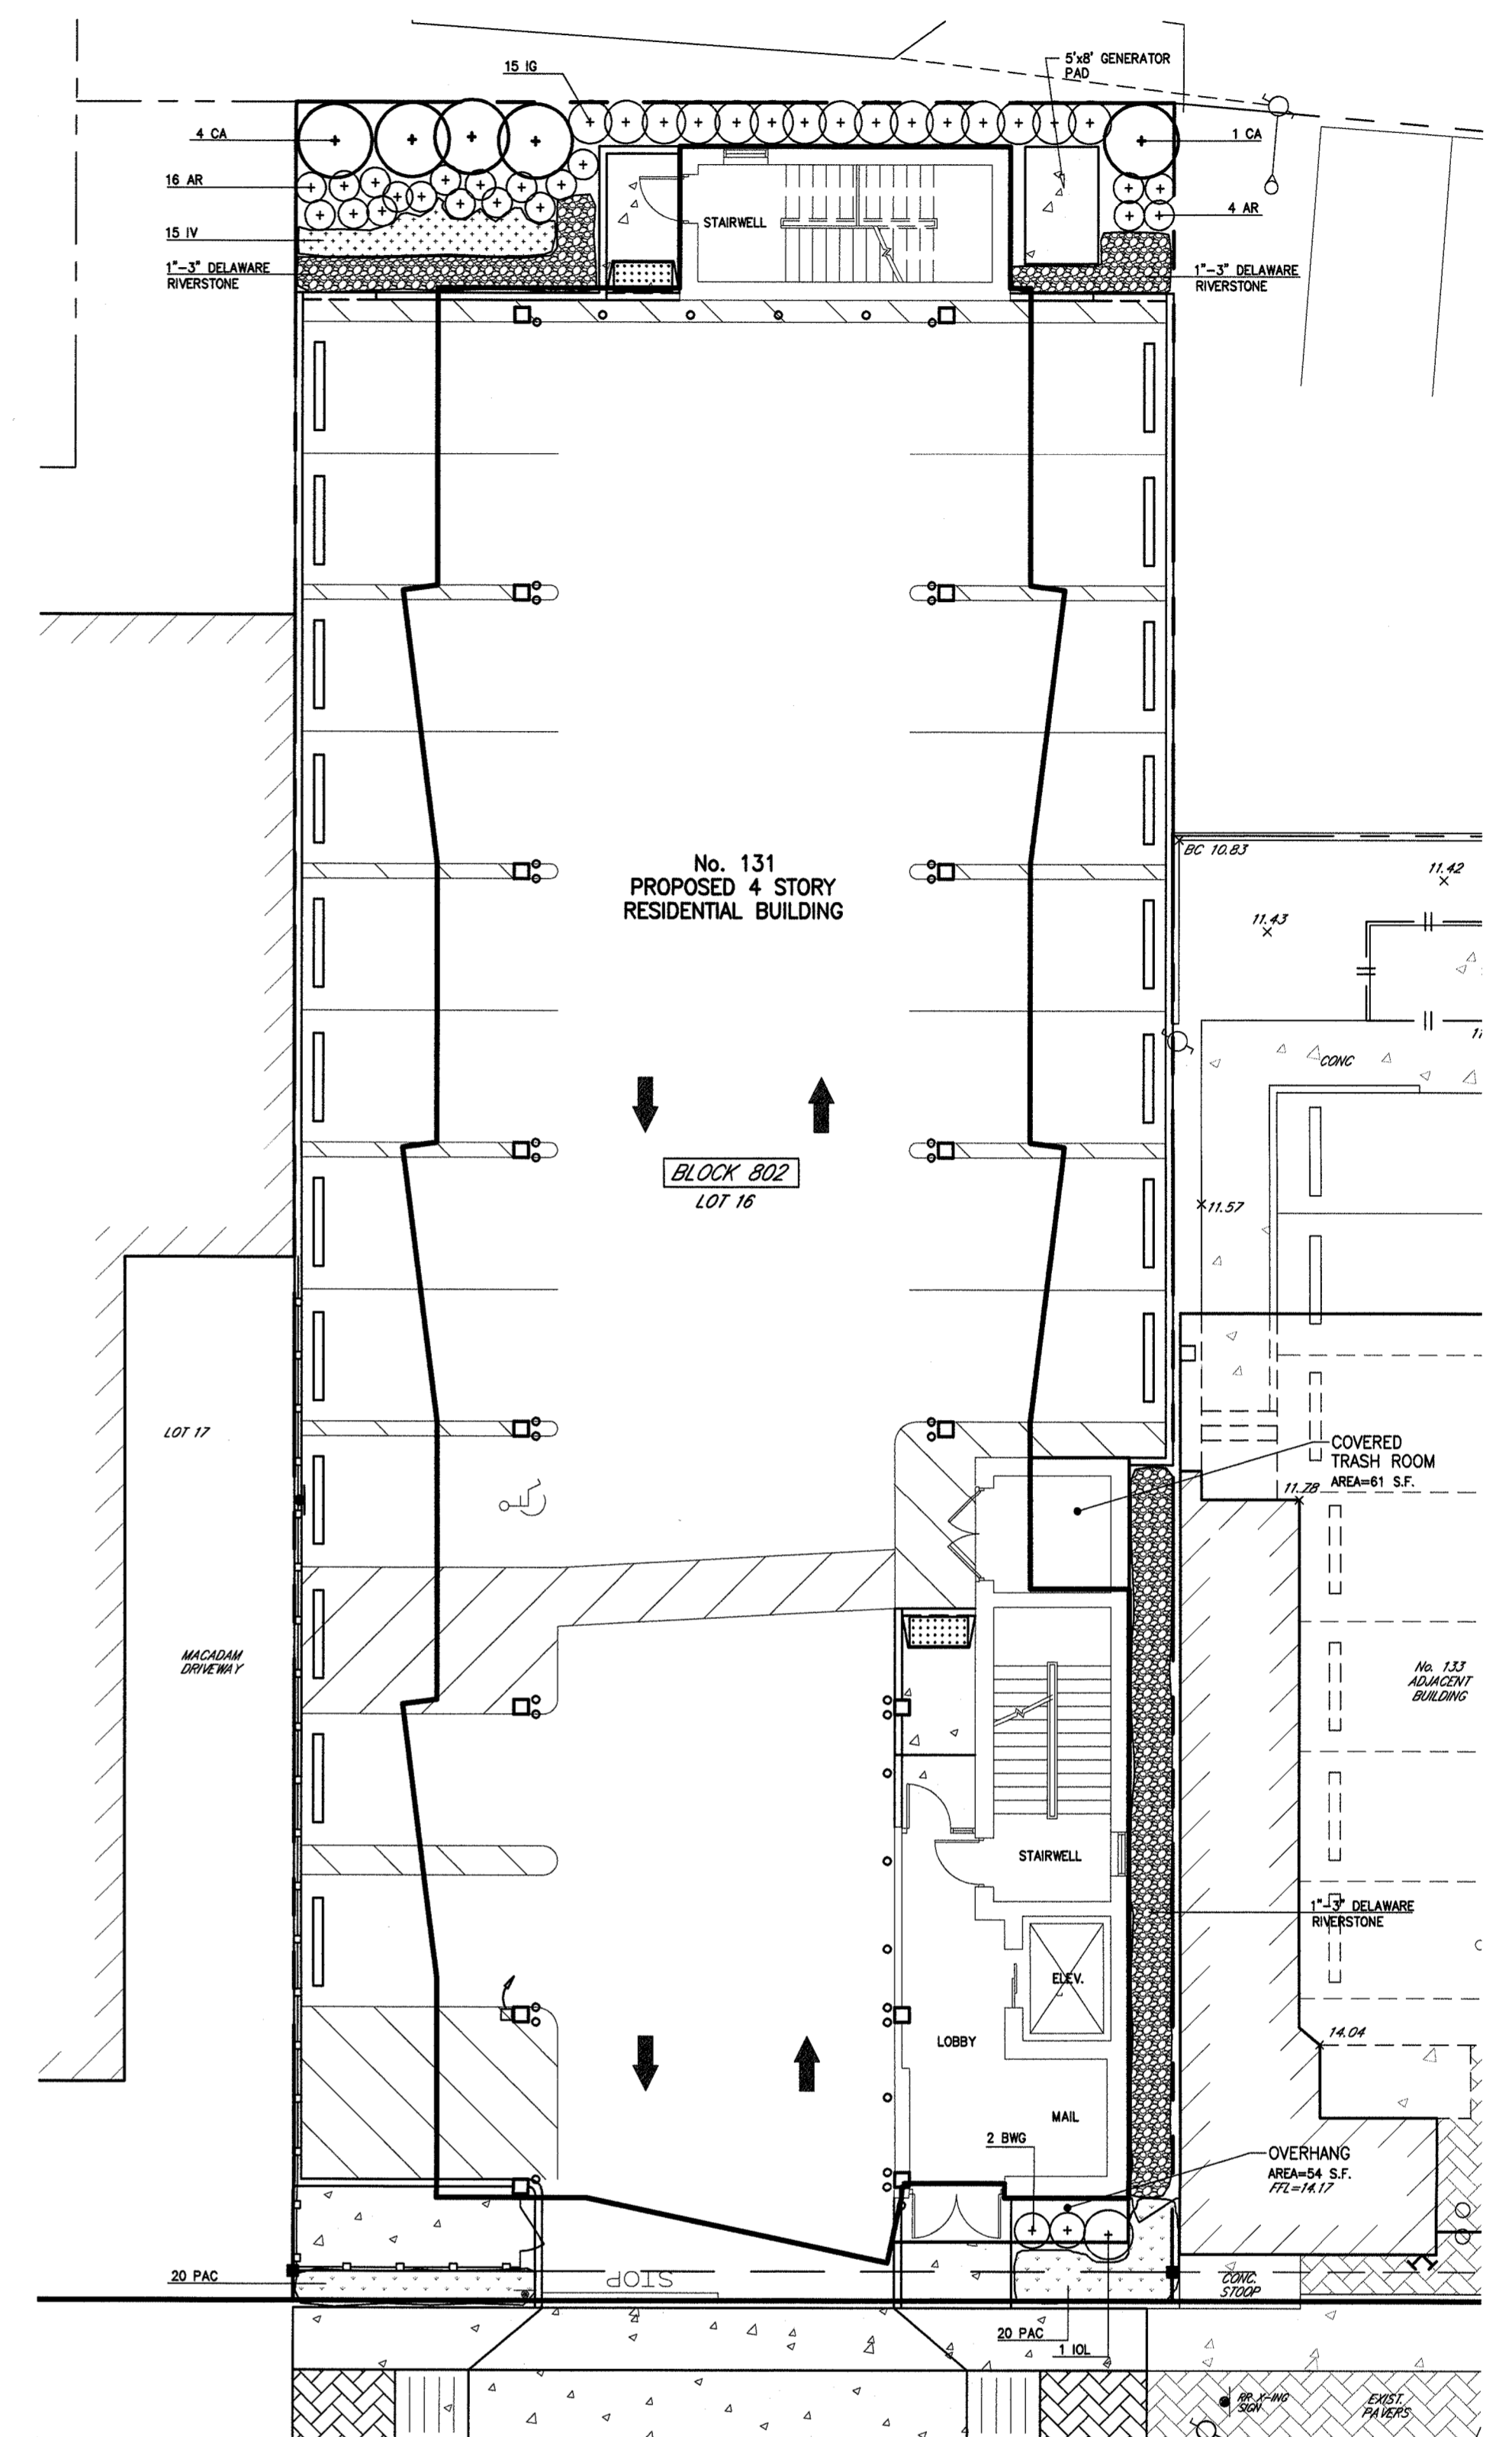 5'x8' GENERATOR
PAD
15 IG
4 CA
1 CA
16 AR
4 AR
15 IV
STAIRWELL
1"-3" DELAWARE
RIVERSTONE
1"-3" DELAWARE
RIVERSTONE
No. 131
PROPOSED 4 STORY
RESIDENTIAL BUILDING
BC 10.83
11.42
11.43
CONC
BLOCK 802
LOT 16
11.57
LOT 17
COVERED
TRASH ROOM
AREA=61 S.F.
11.78
MACADAM
DRIVEWAY
No. 133
ADJACENT
BUILDING
STAIRWELL
1"-3" DELAWARE
RIVERSTONE
ELEV.
LOBBY
14.04
MAIL
2 BWG
OVERHANG
AREA=54 S.F.
FFL=14.17
20 PAC
STOP
CONC.
STOOP
20 PAC
1 IOL
RR X-ING
SIGN
EXIST.
PAVERS